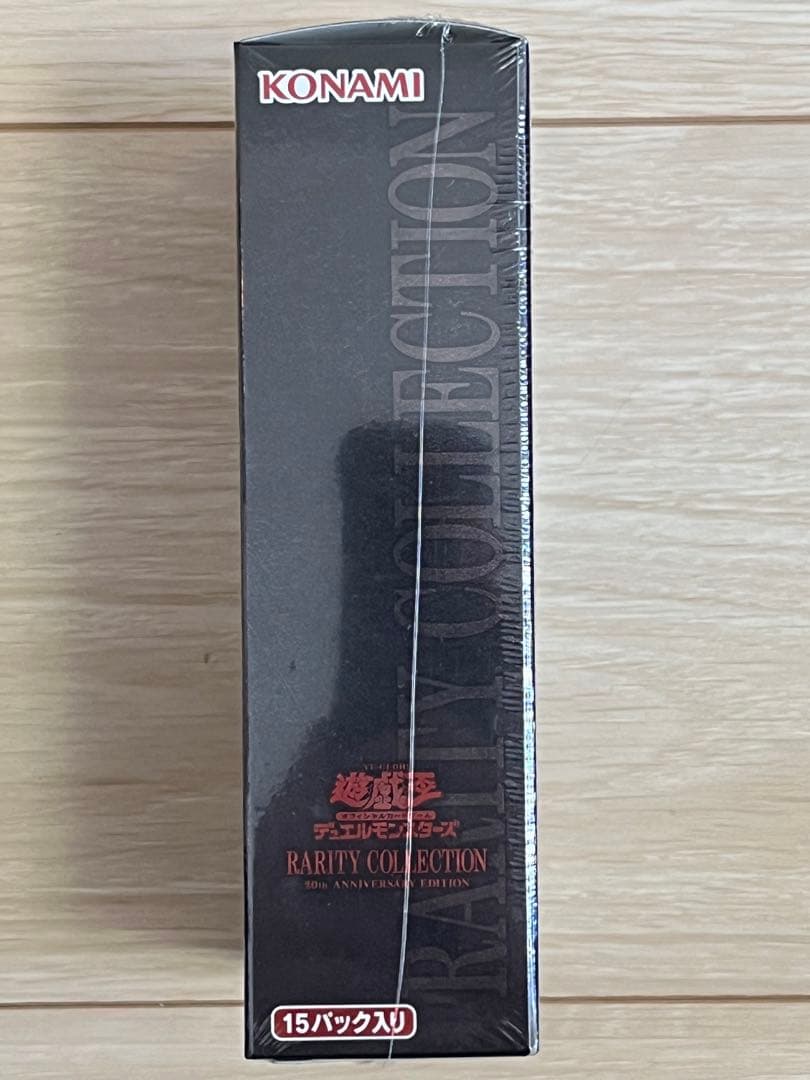 KONAMI
RARITY COLLECTION
YU-GI-OH!
遊戯王
オフィシャルカードゲーム
デュエルモンスターズ
RARITY COLLECTION
20th ANNIVERSARY EDITION
15パック入り